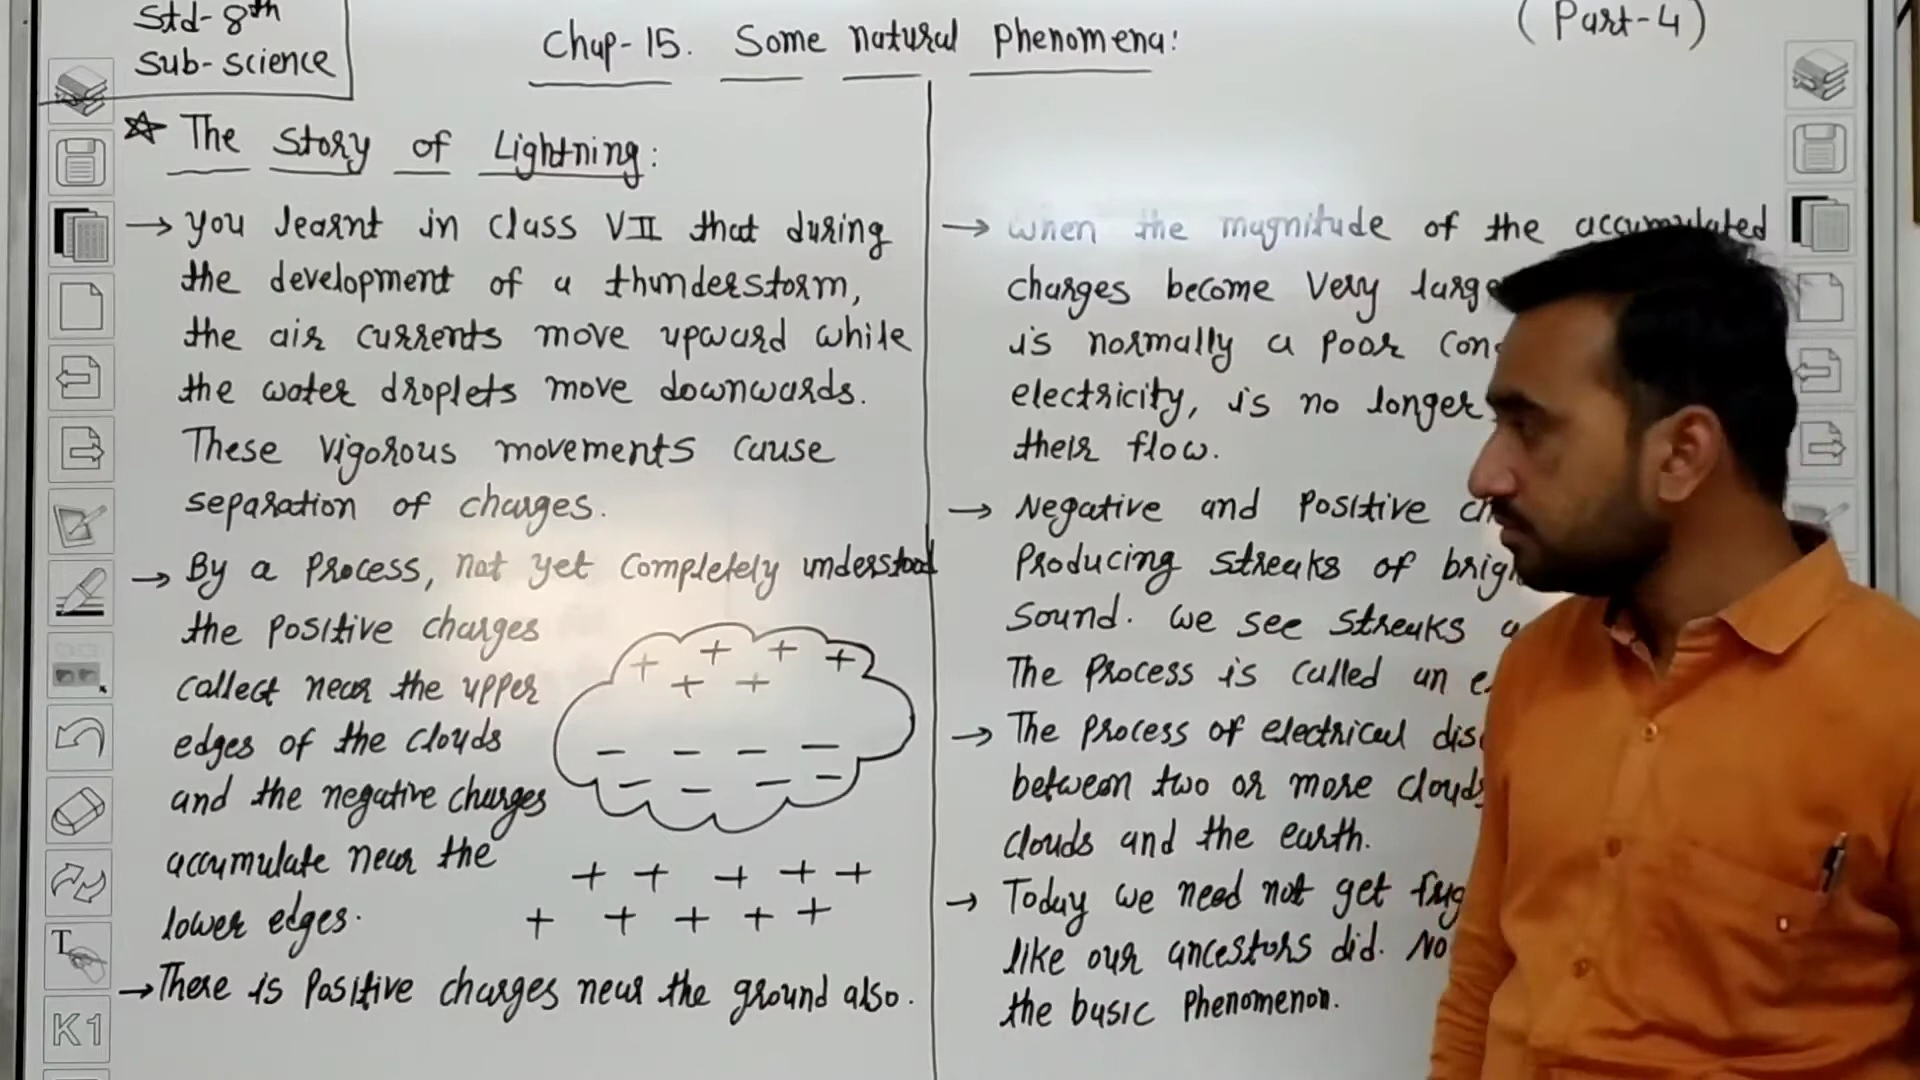 Std-8th
Sub-science
Chap-15. Some natural Phenomena:
(Part-4)
☆ The Story of Lightning:
→ You learnt in class VII that during
the development of a thunderstorm,
the air currents move upward while
the water droplets move downwards.
These vigorous movements cause
separation of charges.
→ By a Process, not yet completely understood
the positive charges
collect near the upper
edges of the clouds
and the negative charges
accumulate near the
lower edges.
+ + + +
+ +
− − − −
− − − −
+ + + + +
+ + + + +
→ There is Positive charges near the ground also.
→ when the magnitude of the accumulated
charges become very large
is normally a poor
electricity, is no longer
their flow.
→ Negative and Positive
Producing streaks of
sound. we see streaks
The Process is called an
→ The Process of electrical
between two or more clouds
clouds and the earth.
→ Today we need not get
like our ancestors did.
the basic Phenomenon.
T
K1